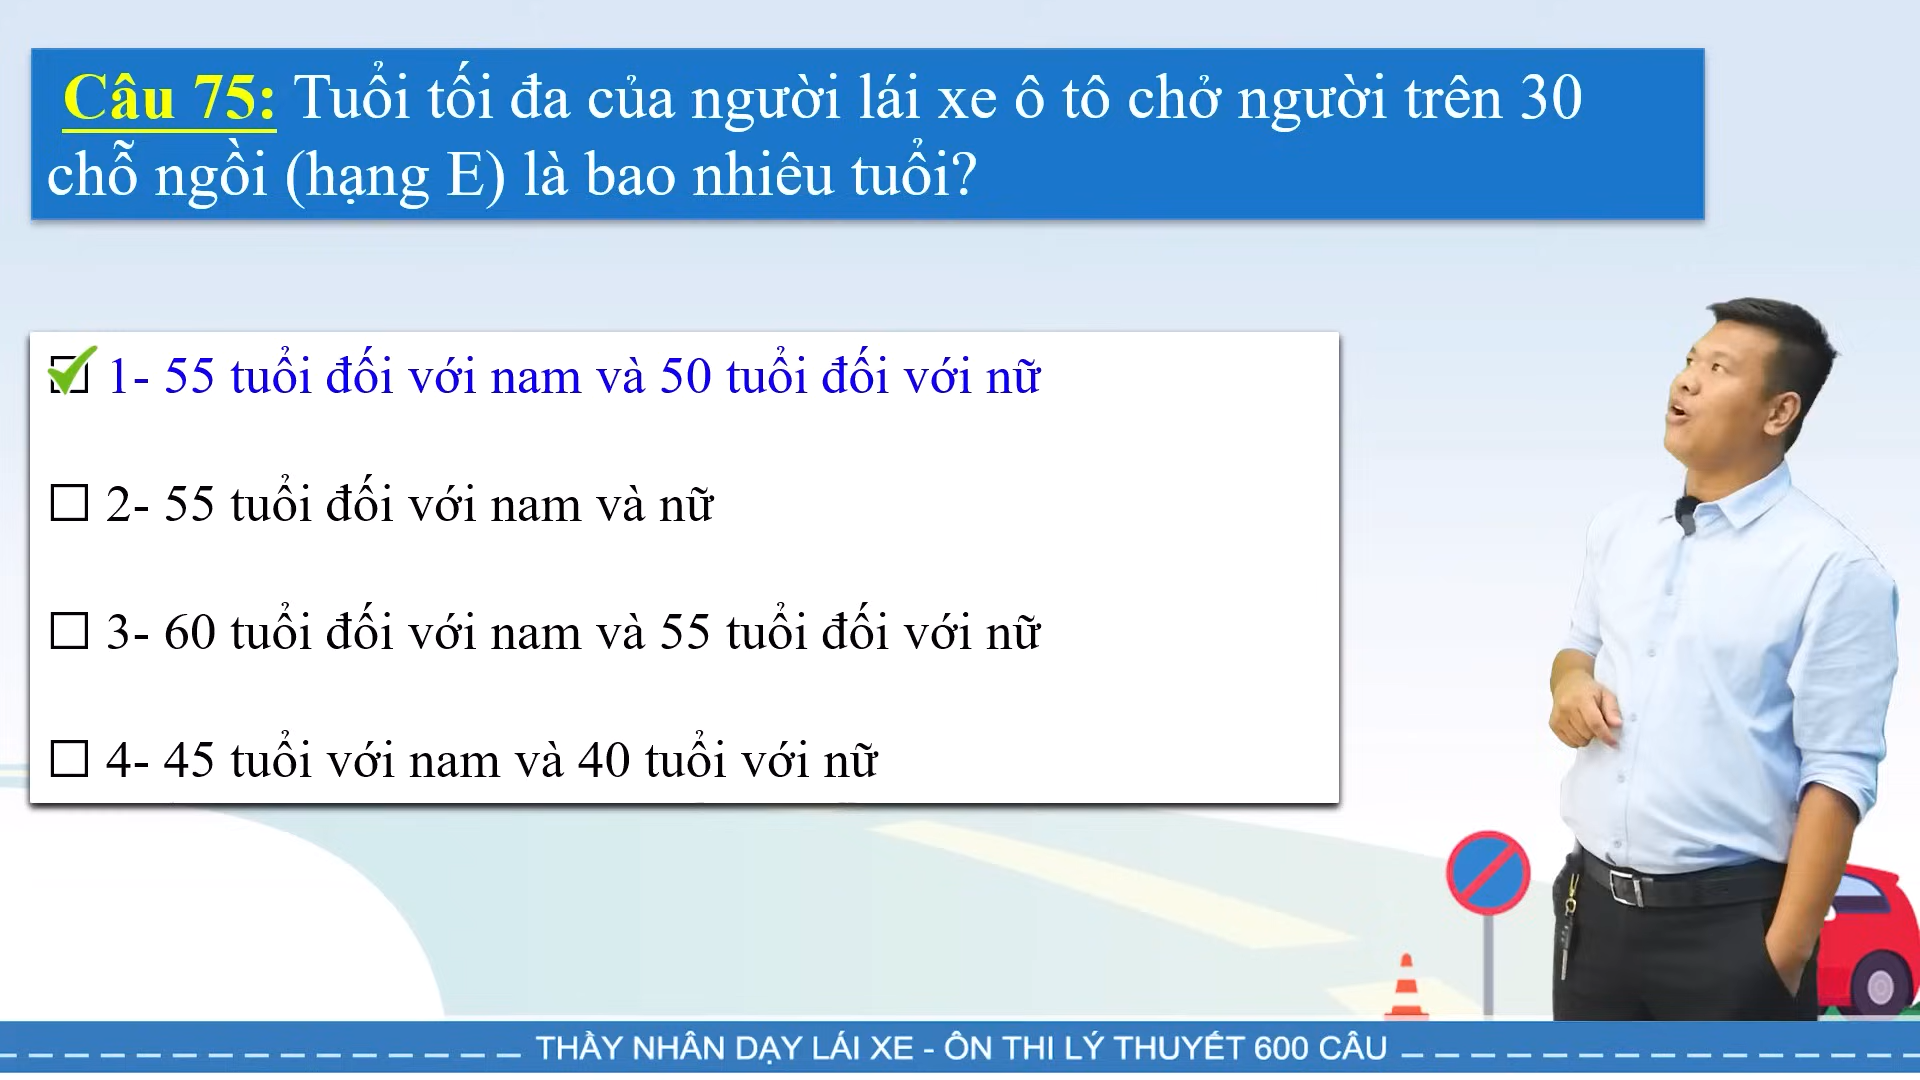 Câu 75: Tuổi tối đa của người lái xe ô tô chở người trên 30
chỗ ngồi (hạng E) là bao nhiêu tuổi?
1- 55 tuổi đối với nam và 50 tuổi đối với nữ
2- 55 tuổi đối với nam và nữ
3- 60 tuổi đối với nam và 55 tuổi đối với nữ
4- 45 tuổi với nam và 40 tuổi với nữ
THẦY NHÂN DẠY LÁI XE - ÔN THI LÝ THUYẾT 600 CÂU